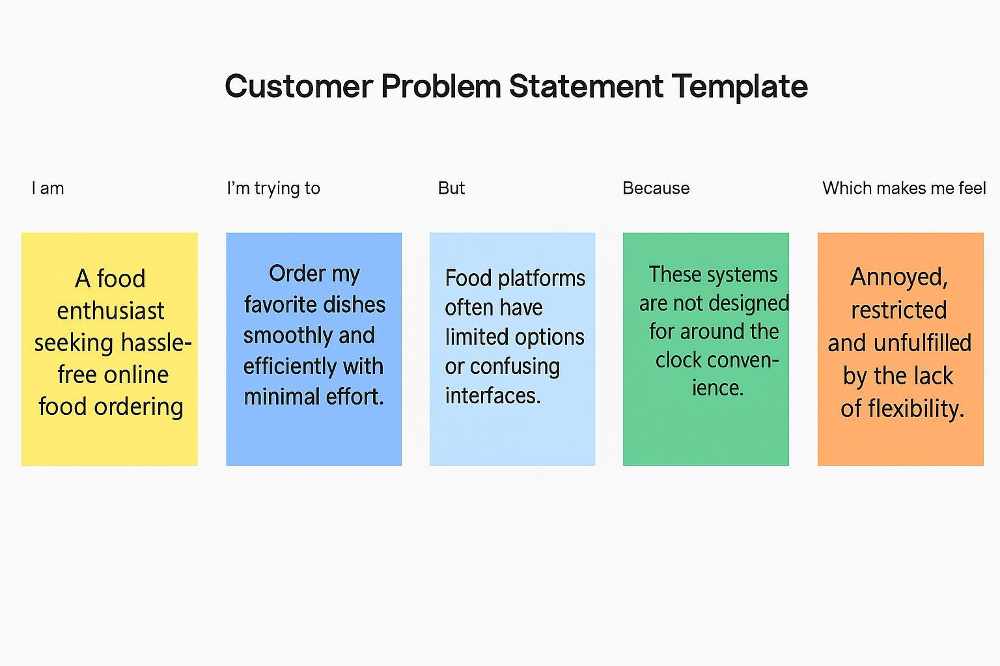 Customer Problem Statement Template
I am
I'm trying to
But
Because
Which makes me feel
A food
enthusiast
seeking hassle-
free online
food ordering
Order my
favorite dishes
smoothly and
efficiently with
minimal effort.
Food platforms
often have
limited options
or confusing
interfaces.
These systems
are not designed
for around the
clock conven-
ience.
Annoyed,
restricted
and unfulfilled
by the lack
of flexibility.